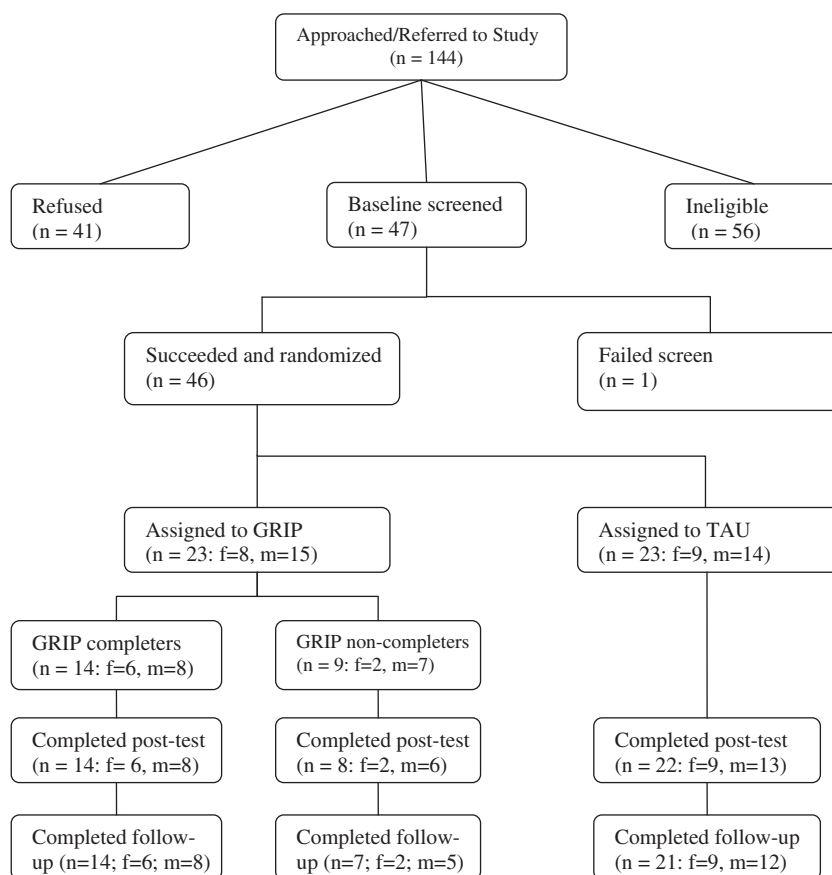 Approached/Referred to Study
(n = 144)
Refused
(n = 41)
Baseline screened
(n = 47)
Ineligible
(n = 56)
Succeeded and randomized
(n = 46)
Failed screen
(n = 1)
Assigned to GRIP
(n = 23: f=8, m=15)
Assigned to TAU
(n = 23: f=9, m=14)
GRIP completers
(n = 14: f=6, m=8)
GRIP non-completers
(n = 9: f=2, m=7)
Completed post-test
(n = 14: f= 6, m=8)
Completed post-test
(n = 8: f=2, m=6)
Completed post-test
(n = 22: f=9, m=13)
Completed follow-
up (n=14; f=6; m=8)
Completed follow-
up (n=7; f=2; m=5)
Completed follow-up
(n = 21: f=9, m=12)